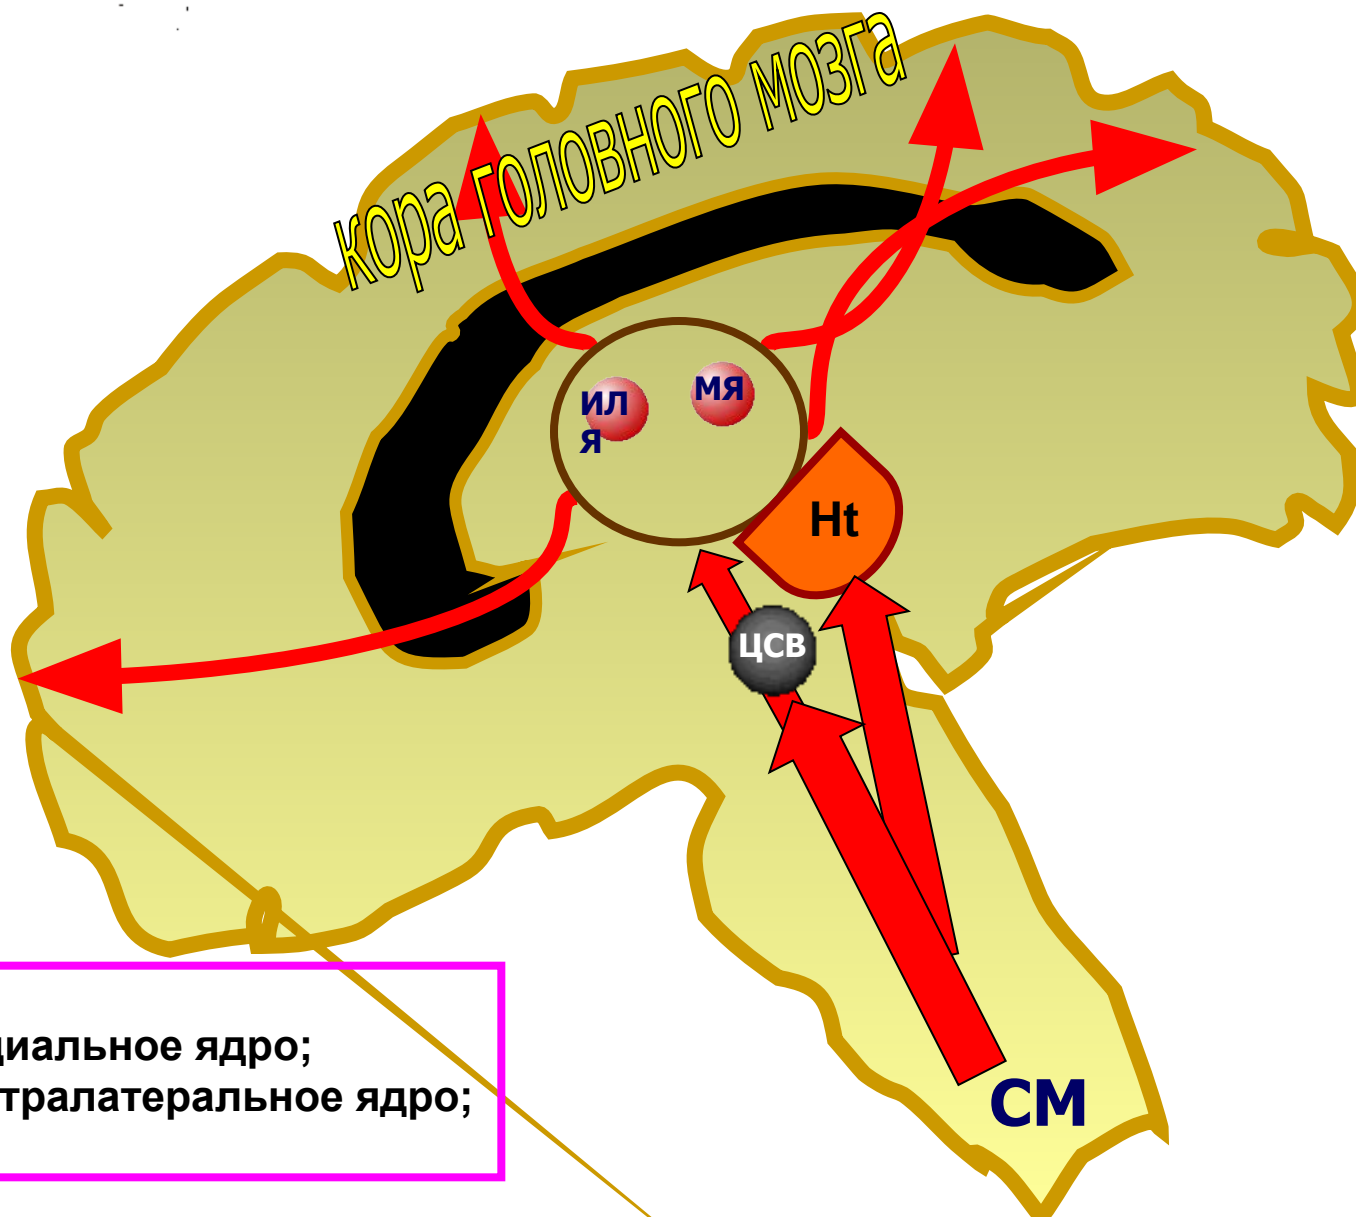 кора головного мозга
ИЛ
Я
МЯ
Ht
ЦСВ
СМ
диальное ядро;
тралатеральное ядро;